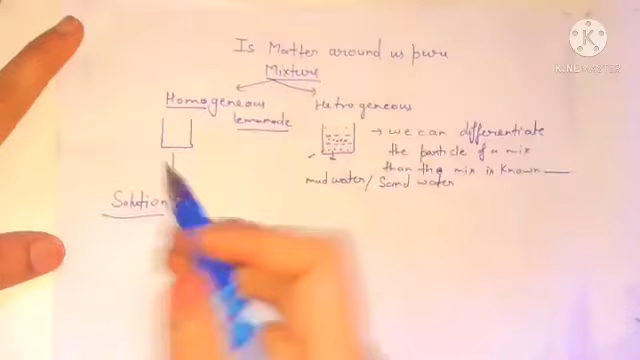 Is Matter around us pure
Mixture
Homogeneous
Hetrogeneous
lemonade
→ we can differentiate
the particle of a mix
than the mix is known
mud water/ Sand water
Solution
K
KINEMASTER